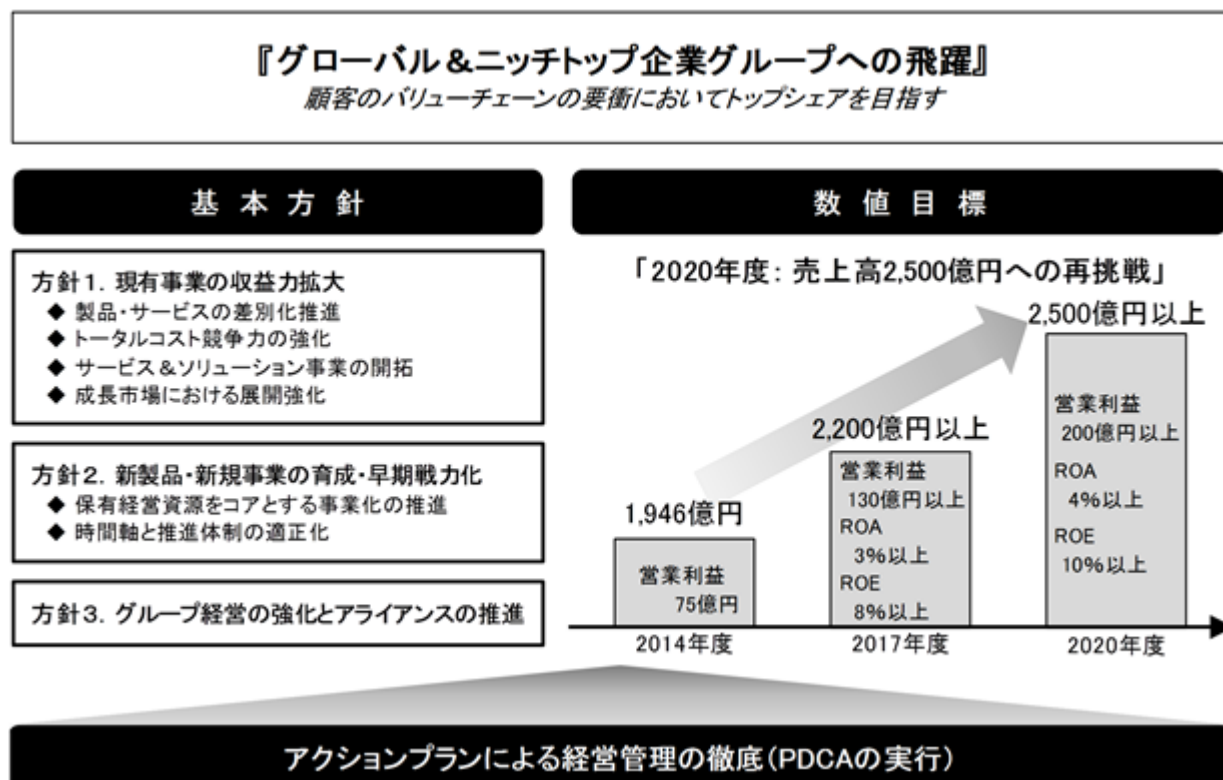 『グローバル&ニッチトップ企業グループへの飛躍』
顧客のバリューチェーンの要衝においてトップシェアを目指す
基本方針
方針1. 現有事業の収益力拡大
◆ 製品・サービスの差別化推進
◆ トータルコスト競争力の強化
◆ サービス&ソリューション事業の開拓
◆ 成長市場における展開強化
方針2. 新製品・新規事業の育成・早期戦力化
◆ 保有経営資源をコアとする事業化の推進
◆ 時間軸と推進体制の適正化
方針3. グループ経営の強化とアライアンスの推進
数値目標
「2020年度: 売上高2,500億円への再挑戦」
1,946億円
営業利益
75億円
2014年度
2,200億円以上
営業利益
130億円以上
ROA
3%以上
ROE
8%以上
2017年度
2,500億円以上
営業利益
200億円以上
ROA
4%以上
ROE
10%以上
2020年度
アクションプランによる経営管理の徹底(PDCAの実行)